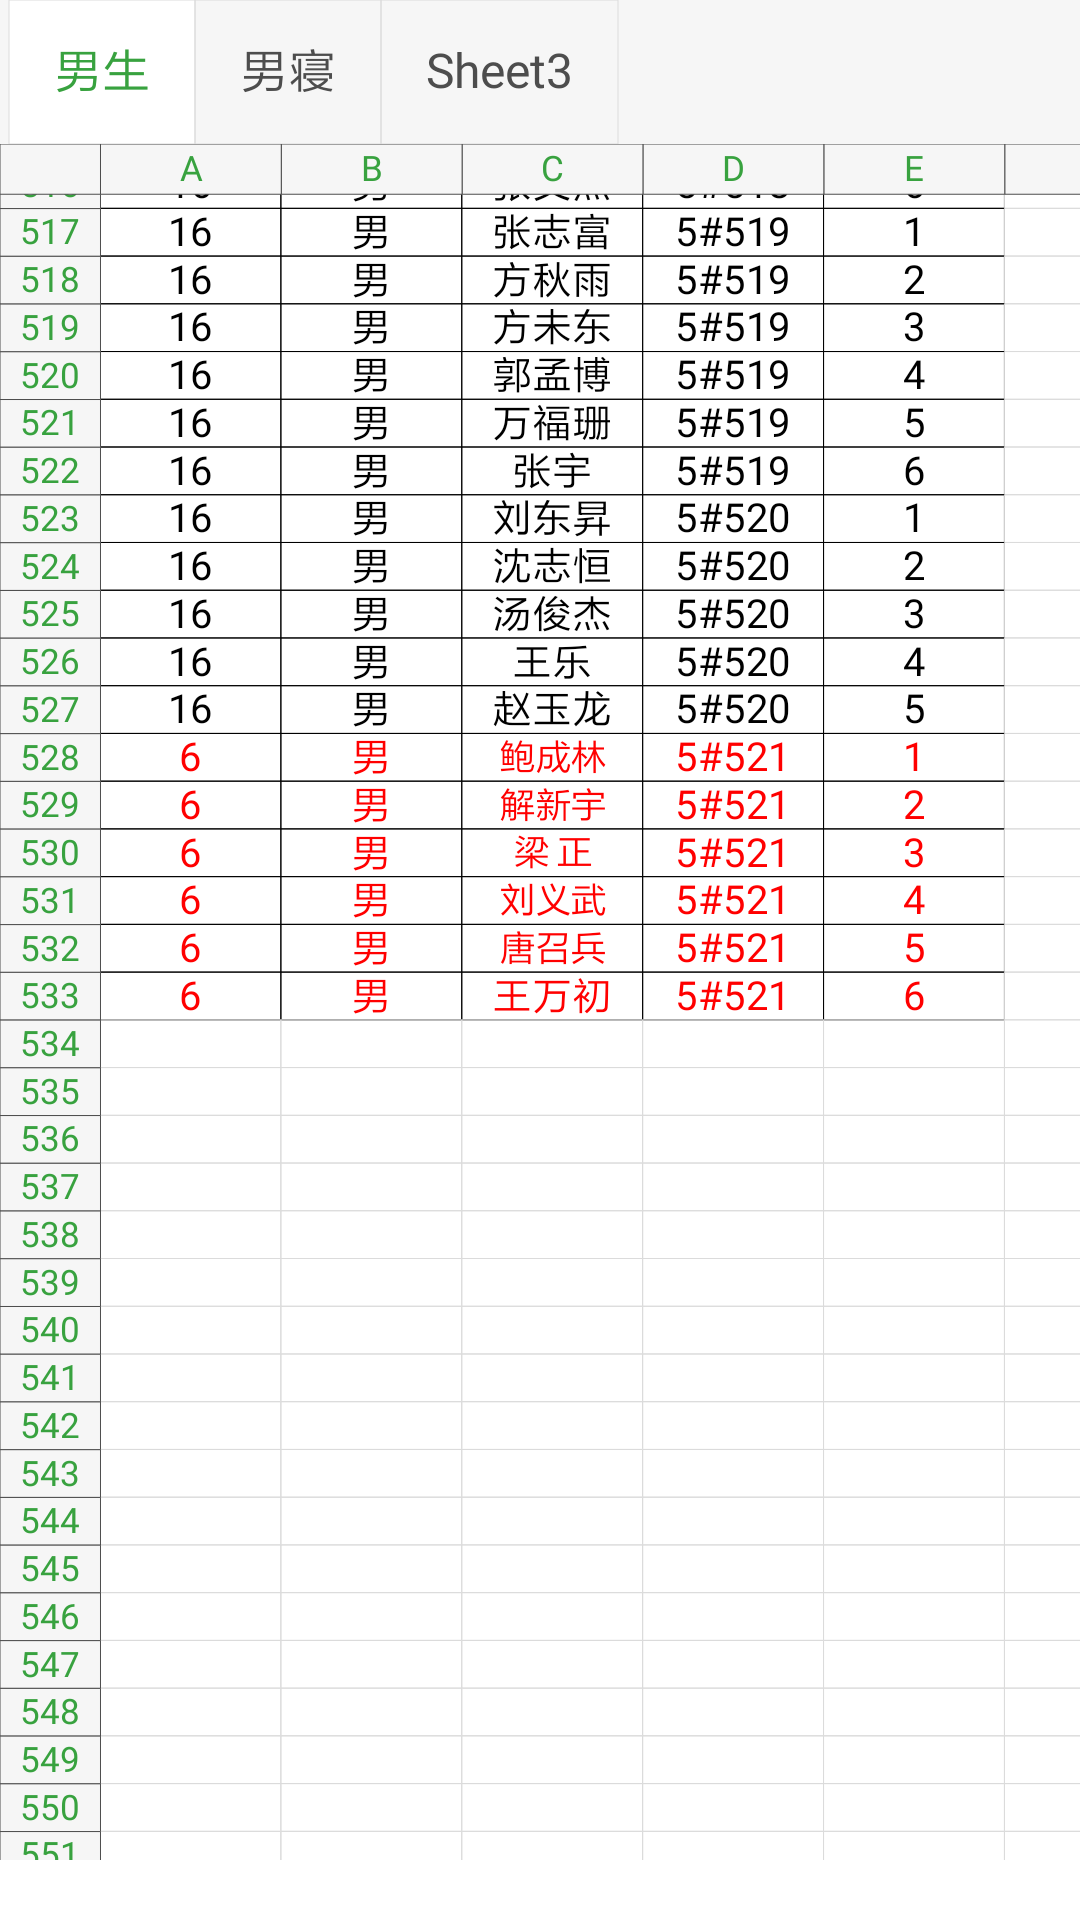 男生 男寝 Sheet3
A B C D E
517 16 男 张志富 5#519 1
518 16 男 方秋雨 5#519 2
519 16 男 方未东 5#519 3
520 16 男 郭孟博 5#519 4
521 16 男 万福珊 5#519 5
522 16 男 张宇 5#519 6
523 16 男 刘东昇 5#520 1
524 16 男 沈志恒 5#520 2
525 16 男 汤俊杰 5#520 3
526 16 男 王乐 5#520 4
527 16 男 赵玉龙 5#520 5
528 6 男 鲍成林 5#521 1
529 6 男 解新宇 5#521 2
530 6 男 梁 正 5#521 3
531 6 男 刘义武 5#521 4
532 6 男 唐召兵 5#521 5
533 6 男 王万初 5#521 6
534
535
536
537
538
539
540
541
542
543
544
545
546
547
548
549
550
551